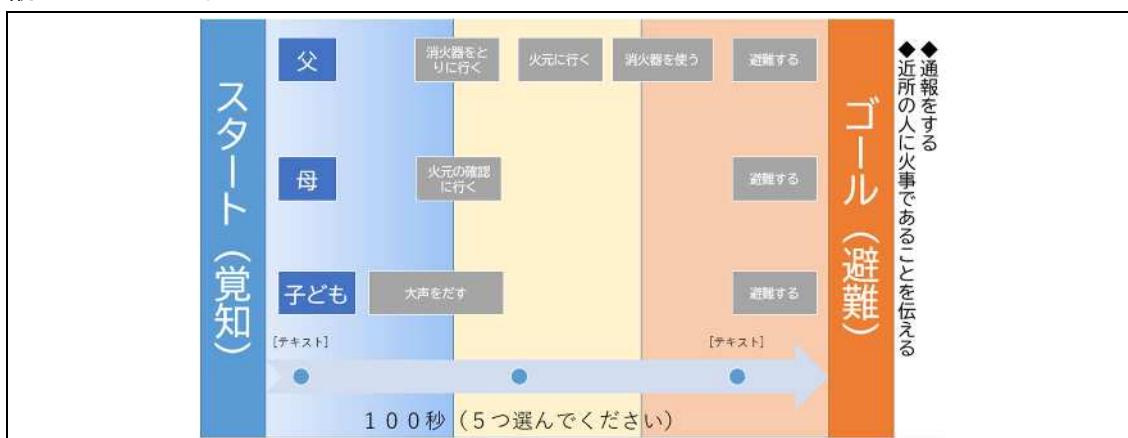 スタート（覚知）
父
消火器をと
りに行く
火元に行く
消火器を使う
避難する
母
火元の確認
に行く
避難する
子ども
大声をだす
避難する
[テキスト]
[テキスト]
１００秒（５つ選んでください）
ゴール（避難）
◆通報をする
◆近所の人に火事であることを伝える